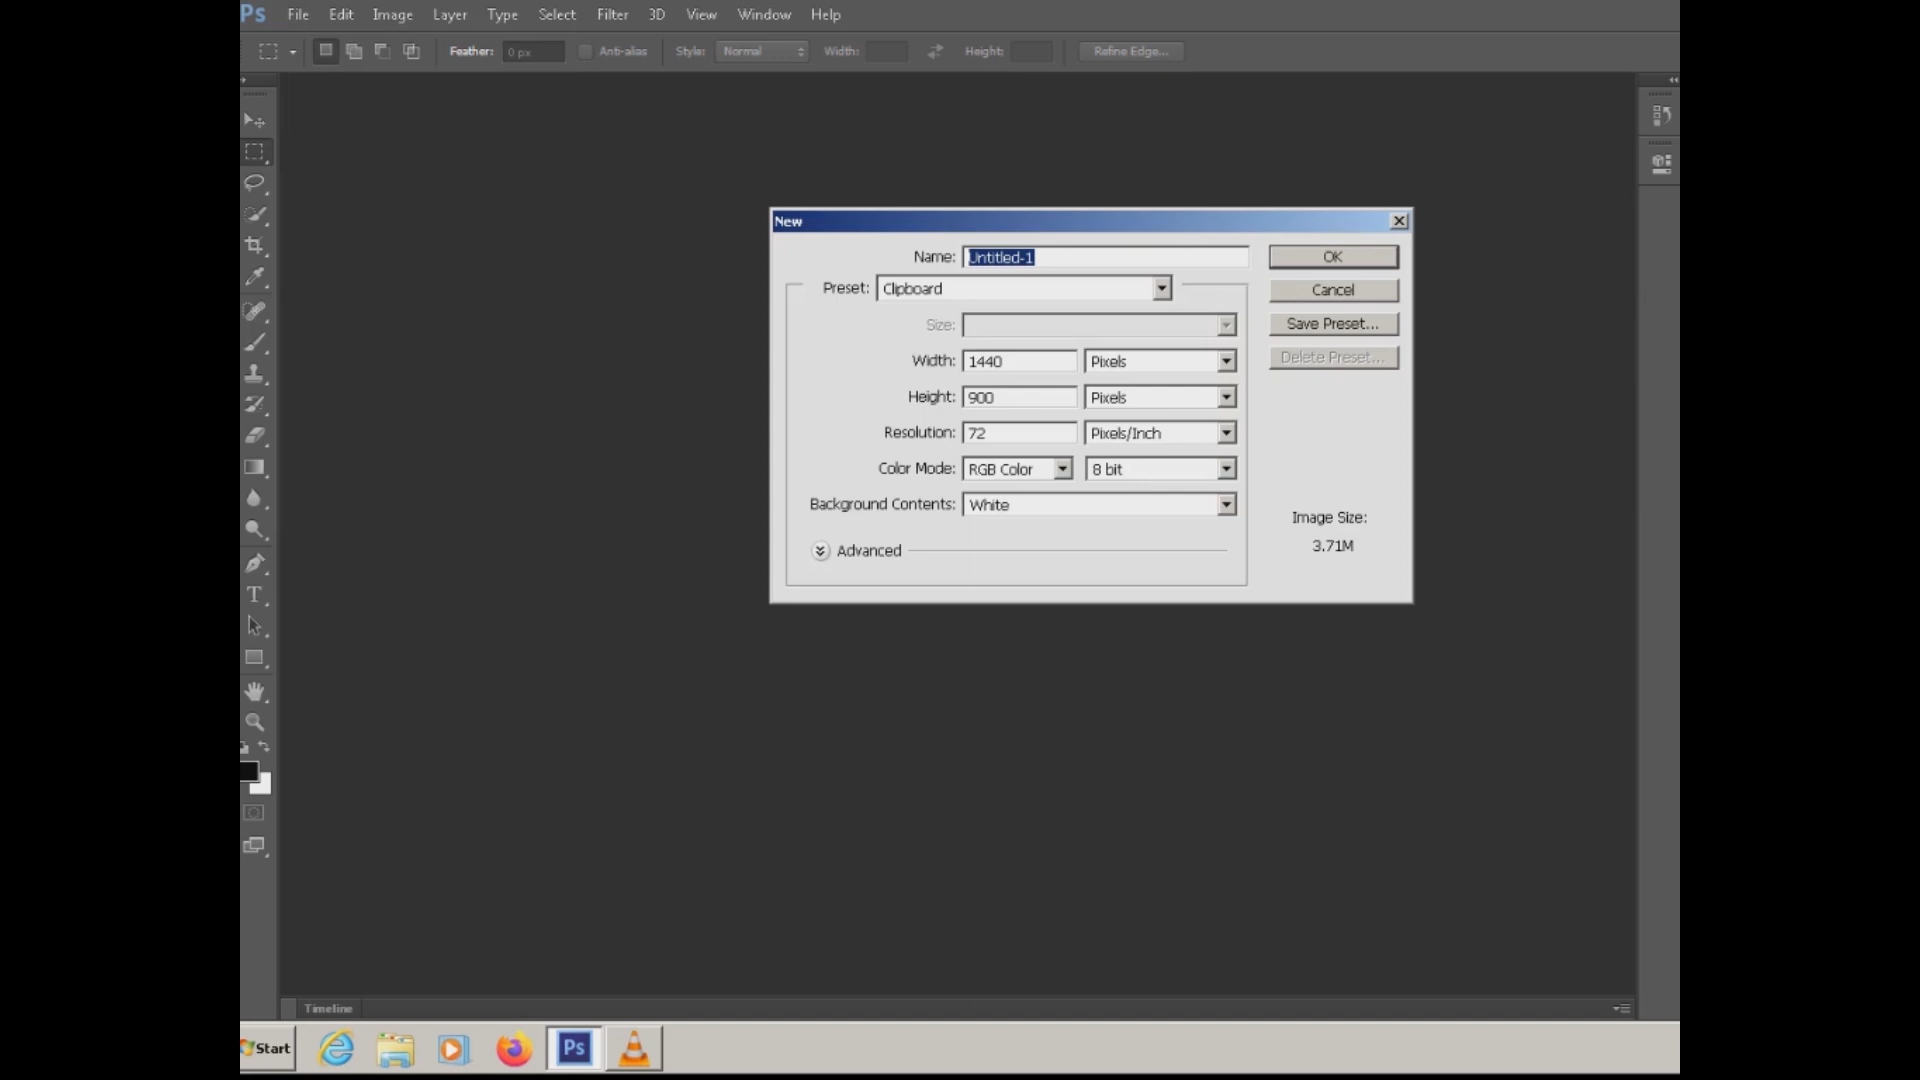 Ps File Edit Image Layer Type Select Filter 3D View Window Help
Feather: 0 px Anti-alias Style: Normal Width: Height: Refine Edge...
New
Name: Untitled-1 OK
Preset: Clipboard Cancel
Size: Save Preset...
Width: 1440 Pixels Delete Preset...
Height: 900 Pixels
Resolution: 72 Pixels/Inch
Color Mode: RGB Color 8 bit
Background Contents: White
Image Size:
Advanced 3.71M
T
Timeline
Start Ps